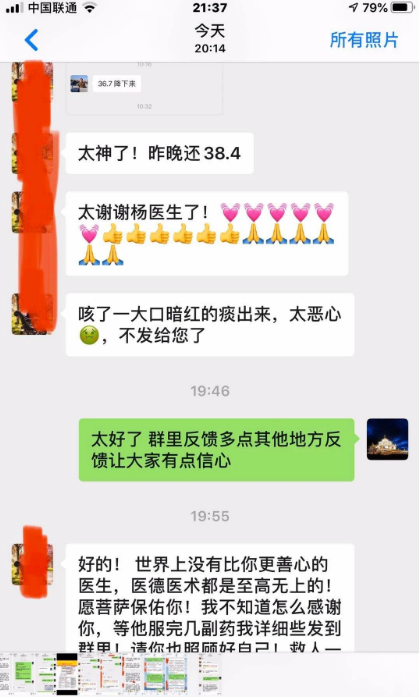 中国联通
21:37
79%
今天
20:14
所有照片
36.7 降下来
10:32
太神了！昨晚还 38.4
太谢谢杨医生了！💓💓💓💓💓
💓👍👍👍👍👍👍🙏🙏🙏🙏
🙏🙏
咳了一大口暗红的痰出来，太恶心
🤢，不发给您了
19:46
太好了 群里反馈多点其他地方反
馈让大家有点信心
19:55
好的！ 世界上没有比你更善心的
医生，医德医术都是至高无上的！
愿菩萨保佑你！我不知道怎么感谢
你，等他服完几副药我详细些发到
群里！请你也照顾好自己！救人一